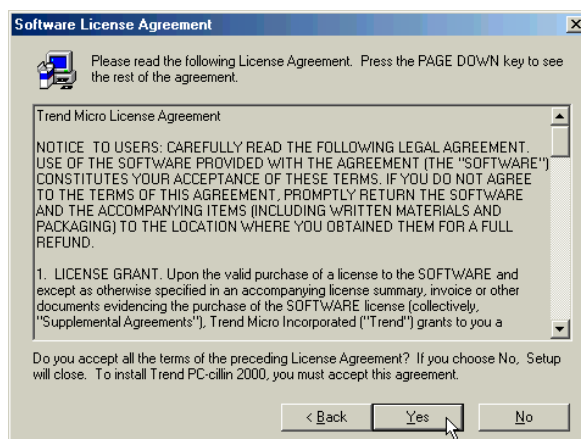 Software License Agreement
Please read the following License Agreement. Press the PAGE DOWN key to see
the rest of the agreement.
Trend Micro License Agreement
NOTICE TO USERS: CAREFULLY READ THE FOLLOWING LEGAL AGREEMENT.
USE OF THE SOFTWARE PROVIDED WITH THE AGREEMENT (THE "SOFTWARE")
CONSTITUTES YOUR ACCEPTANCE OF THESE TERMS. IF YOU DO NOT AGREE
TO THE TERMS OF THIS AGREEMENT, PROMPTLY RETURN THE SOFTWARE
AND THE ACCOMPANYING ITEMS (INCLUDING WRITTEN MATERIALS AND
PACKAGING) TO THE LOCATION WHERE YOU OBTAINED THEM FOR A FULL
REFUND.
1. LICENSE GRANT. Upon the valid purchase of a license to the SOFTWARE and
except as otherwise specified in an accompanying license summary, invoice or other
documents evidencing the purchase of the SOFTWARE license (collectively,
"Supplemental Agreements"), Trend Micro Incorporated ("Trend") grants to you a
Do you accept all the terms of the preceding License Agreement? If you choose No, Setup
will close. To install Trend PC-cillin 2000, you must accept this agreement.
< Back Yes No